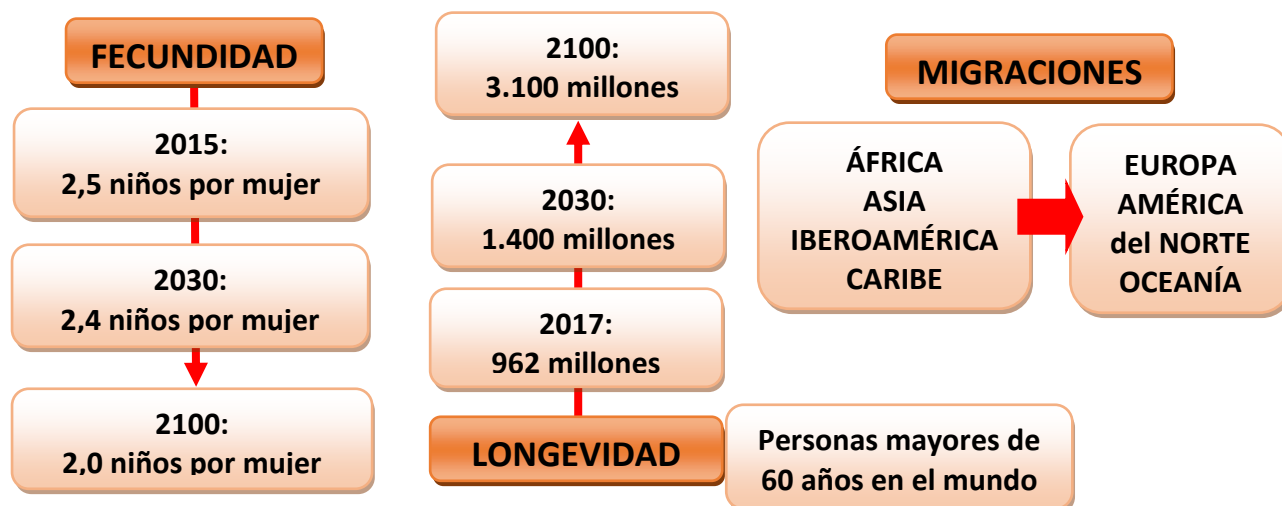 FECUNDIDAD
2015:
2,5 niños por mujer
2030:
2,4 niños por mujer
2100:
2,0 niños por mujer
2100:
3.100 millones
2030:
1.400 millones
2017:
962 millones
LONGEVIDAD
Personas mayores de
60 años en el mundo
MIGRACIONES
ÁFRICA
ASIA
IBEROAMÉRICA
CARIBE
EUROPA
AMÉRICA
del NORTE
OCEANÍA